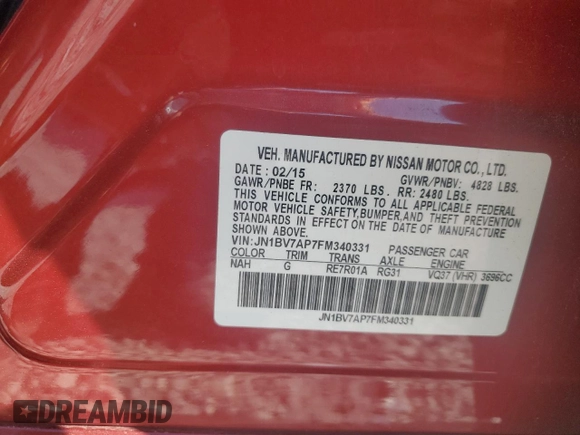 VEH. MANUFACTURED BY NISSAN MOTOR CO., LTD.
DATE: 02/15 GVWR/PNBV: 4828 LBS.
GAWR/PNBE FR: 2370 LBS. RR: 2480 LBS.
THIS VEHICLE CONFORMS TO ALL APPLICABLE FEDERAL
MOTOR VEHICLE SAFETY,BUMPER,AND THEFT PREVENTION
STANDARDS IN EFFECT ON THE DATE OF MANUFACTURE
SHOWN ABOVE.
VIN: JN1BV7AP7FM340331 PASSENGER CAR
COLOR TRIM TRANS AXLE ENGINE
NAH G RE7R01A RG31 VQ37 (VHR) 3696CC
JN1BV7AP7FM340331
DREAMBID